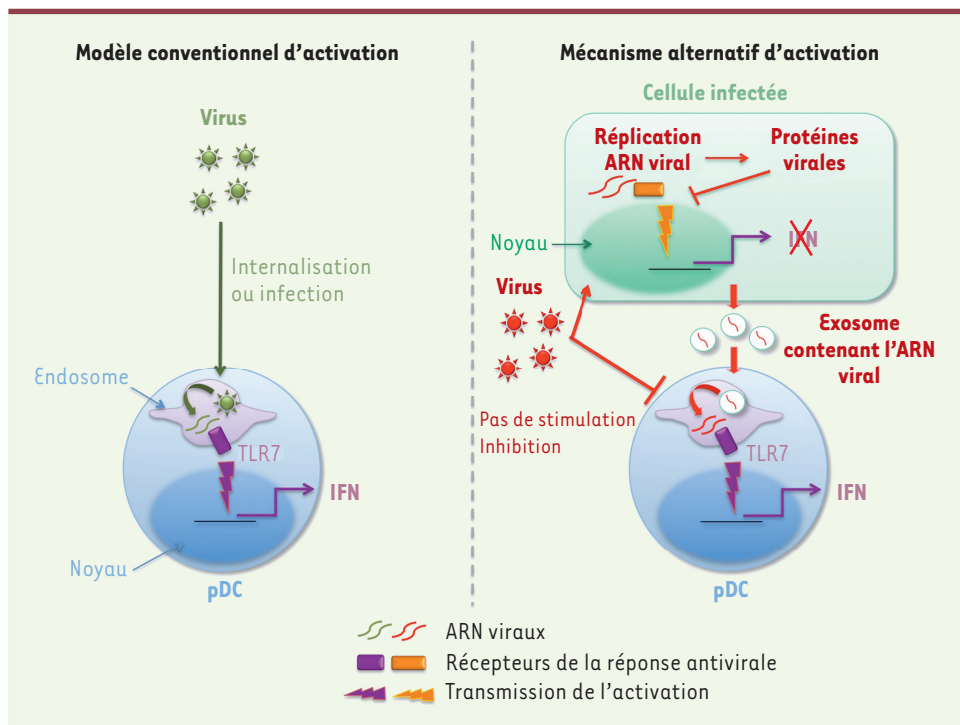 Modèle conventionnel d'activation
Virus
Internalisation
ou infection
Endosome
TLR7
IFN
Noyau
pDC
Mécanisme alternatif d'activation
Cellule infectée
Réplication
ARN viral
Protéines
virales
Noyau
IFN
Virus
Exosome
contenant l'ARN
viral
Pas de stimulation
Inhibition
TLR7
IFN
pDC
ARN viraux
Récepteurs de la réponse antivirale
Transmission de l'activation